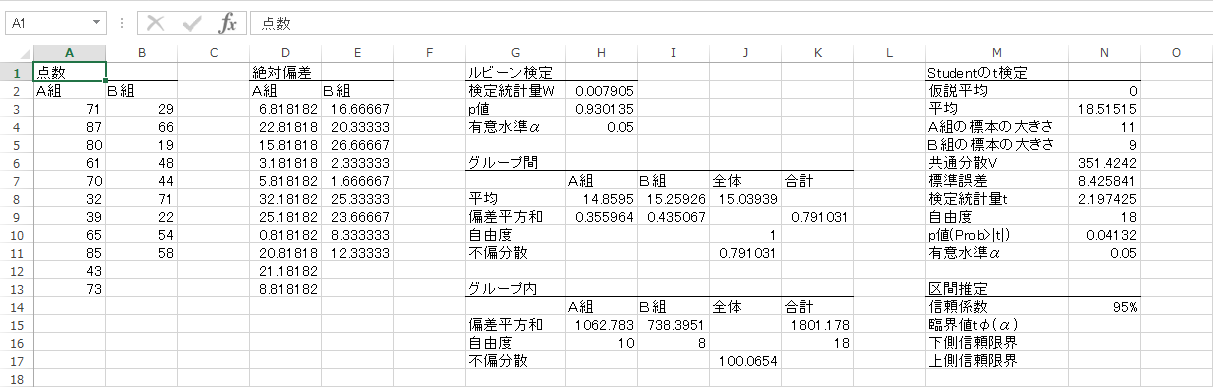 A1 fx 点数
A B C D E F G H I J K L M N O
1 点数 絶対偏差 ルビーン検定 Studentのt検定
2 A組 B組 A組 B組 検定統計量W 0.007905 仮説平均 0
3 71 29 6.818182 16.66667 p値 0.930135 平均 18.51515
4 87 66 22.81818 20.33333 有意水準α 0.05 A組の標本の大きさ 11
5 80 19 15.81818 26.66667 B組の標本の大きさ 9
6 61 48 3.181818 2.333333 グループ間 共通分散V 351.4242
7 70 44 5.818182 1.666667 A組 B組 全体 合計 標準誤差 8.425841
8 32 71 32.18182 25.33333 平均 14.8595 15.25926 15.03939 検定統計量t 2.197425
9 39 22 25.18182 23.66667 偏差平方和 0.355964 0.435067 0.791031 自由度 18
10 65 54 0.818182 8.333333 自由度 1 p値(Prob>|t|) 0.04132
11 85 58 20.81818 12.33333 不偏分散 0.791031 有意水準α 0.05
12 43 21.18182
13 73 8.818182 グループ内 区間推定
14 A組 B組 全体 合計 信頼係数 95%
15 偏差平方和 1062.783 738.3951 1801.178 臨界値tφ(α)
16 自由度 10 8 18 下側信頼限界
17 不偏分散 100.0654 上側信頼限界
18